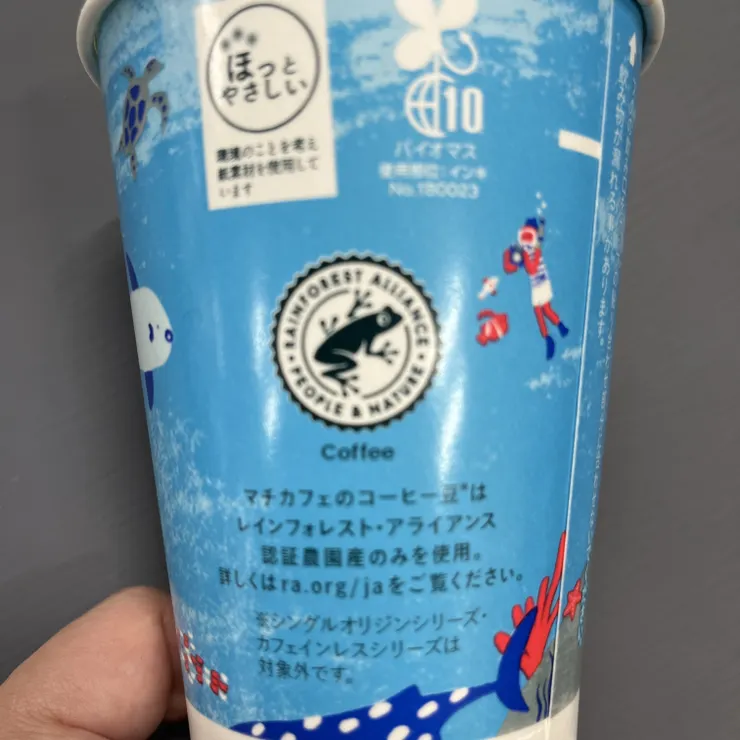 ほっと
やさしい
環境のことを考え
紙素材を使用して
います
10
バイオマス
使用部位:インキ
No.180023
RAINFOREST ALLIANCE
PEOPLE & NATURE
Coffee
マチカフェのコーヒー豆*は
レインフォレスト・アライアンス
認証農園産のみを使用。
詳しくはra.org/jaをご覧ください。
※シングルオリジンシリーズ・
カフェインレスシリーズは
対象外です。